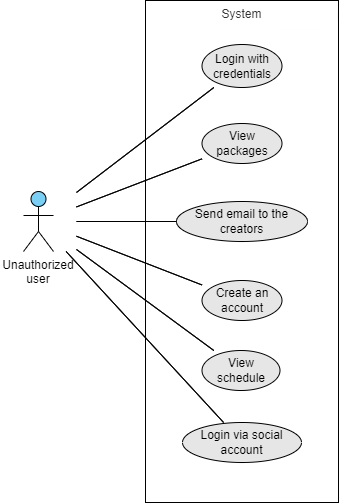 System
Login with
credentials
View
packages
Send email to the
creators
Unauthorized
user
Create an
account
View
schedule
Login via social
account